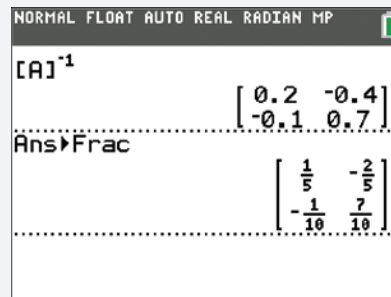 NORMAL FLOAT AUTO REAL RADIAN MP
[A]⁻¹
[ 0.2 -0.4 ]
[ -0.1 0.7 ]
Ans▸Frac
[ 1/5 -2/5 ]
[ -1/10 7/10 ]